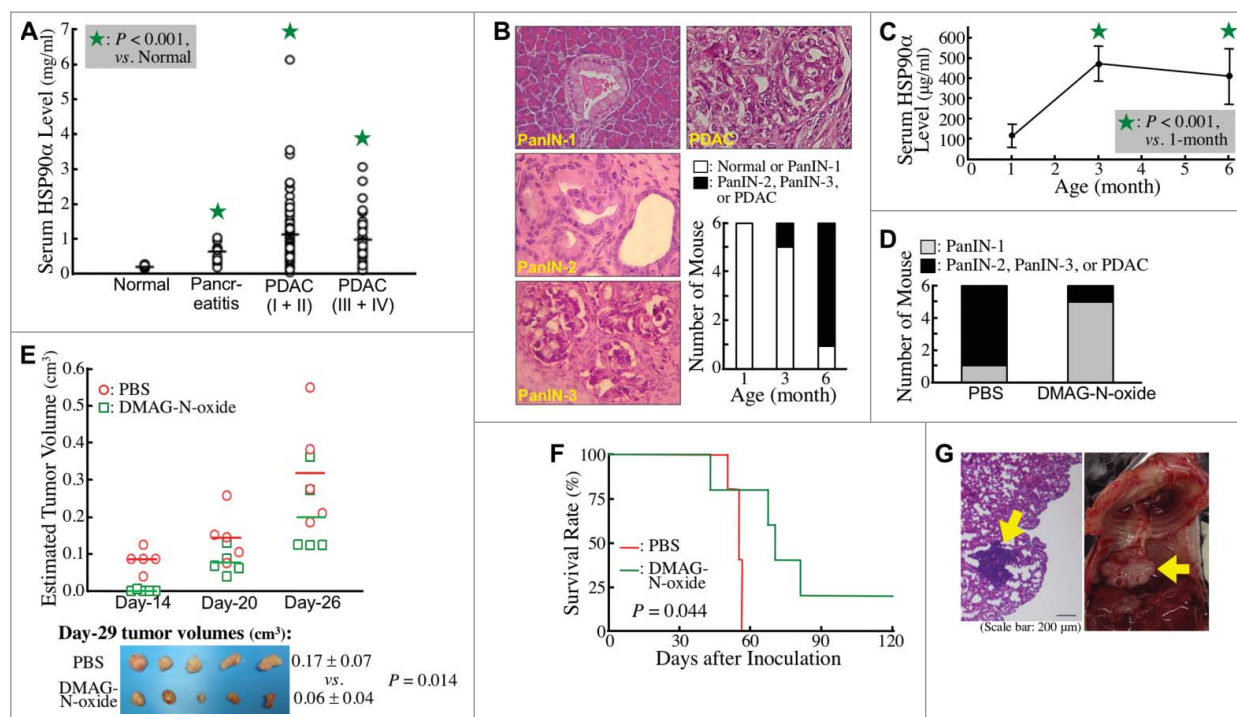 A
Serum HSP90α Level (mg/ml)
7
6
5
4
3
2
1
0
★: P < 0.001,
vs. Normal
Normal
Pancr-
eatitis
PDAC
(I + II)
PDAC
(III + IV)
B
PanIN-1
PDAC
PanIN-2
PanIN-3
□: Normal or PanIN-1
■: PanIN-2, PanIN-3,
or PDAC
Number of Mouse
6
4
2
0
1 3 6
Age (month)
C
Serum HSP90α
Level (μg/ml)
600
500
400
300
200
100
0
0 1 2 3 4 5 6
★: P < 0.001,
vs. 1-month
Age (month)
D
□: PanIN-1
■: PanIN-2, PanIN-3, or PDAC
Number of Mouse
6
4
2
0
PBS DMAG-N-oxide
E
Estimated Tumor Volume (cm³)
0.6
0.5
0.4
0.3
0.2
0.1
0
○: PBS
□: DMAG-N-oxide
Day-14 Day-20 Day-26
Day-29 tumor volumes (cm³):
PBS
DMAG-
N-oxide
0.17 ± 0.07
vs.
0.06 ± 0.04
P = 0.014
F
Survival Rate (%)
100
75
50
25
0
—: PBS
—: DMAG-
N-oxide
P = 0.044
0 30 60 90 120
Days after Inoculation
G
(Scale bar: 200 μm)